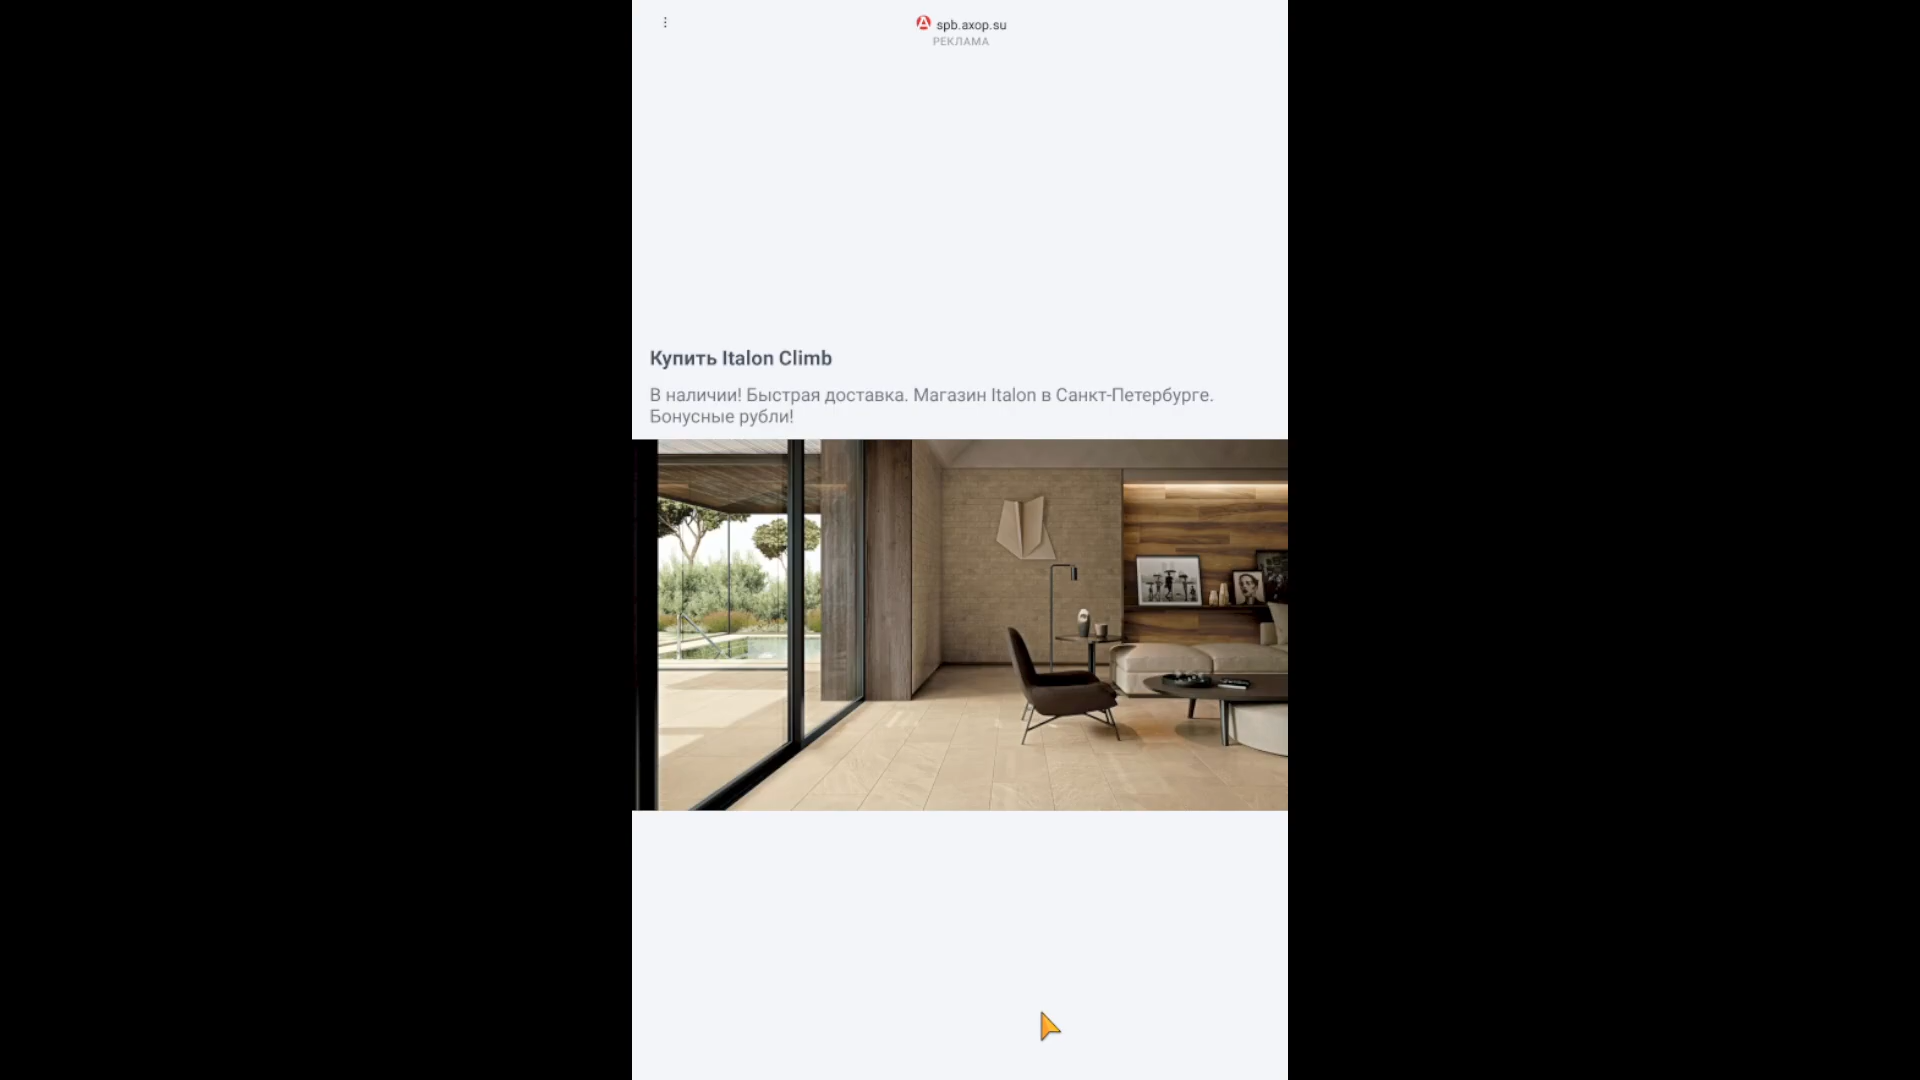 spb.axop.su
РЕКЛАМА
Купить Italon Climb
В наличии! Быстрая доставка. Магазин Italon в Санкт-Петербурге.
Бонусные рубли!